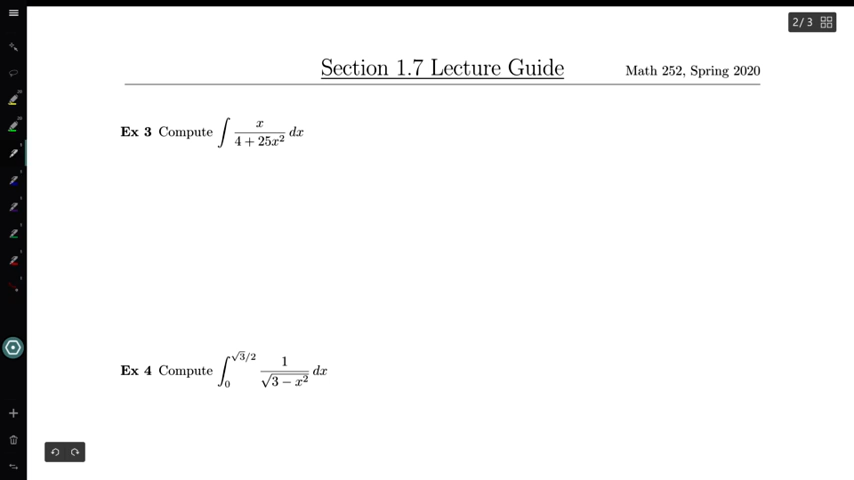 2/3
Section 1.7 Lecture Guide
Math 252, Spring 2020
Ex 3 Compute ∫ x/(4 + 25x²) dx
Ex 4 Compute ∫₀^(√3/2) 1/√(3 − x²) dx